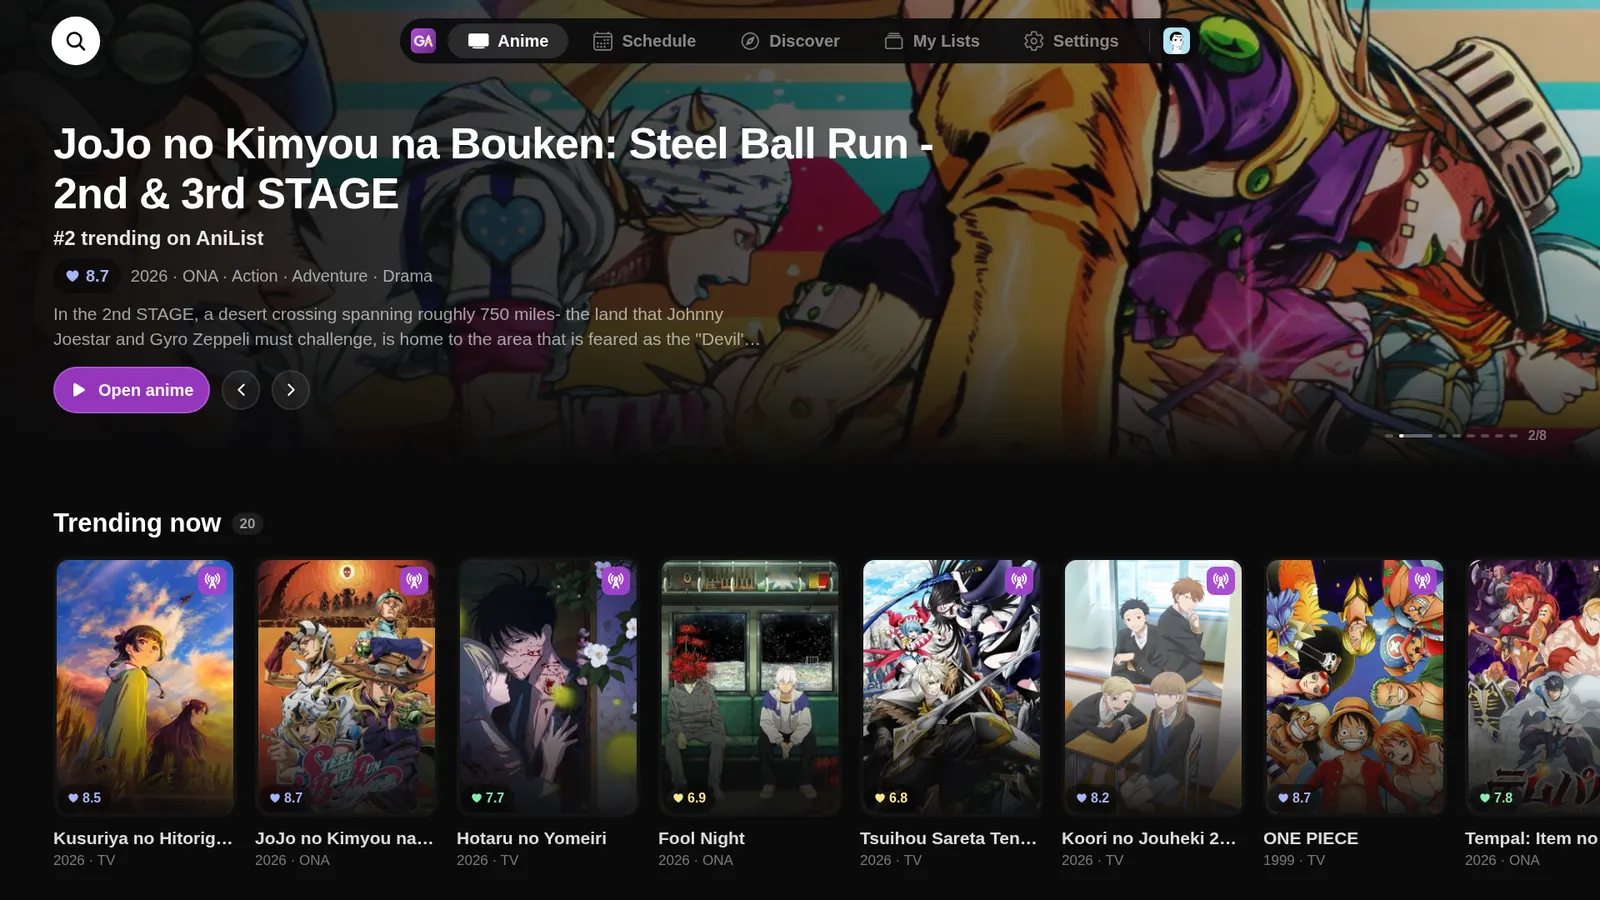 GA
Anime
Schedule
Discover
My Lists
Settings
JoJo no Kimyou na Bouken: Steel Ball Run -
2nd & 3rd STAGE
#2 trending on AniList
8.7
2026 · ONA · Action · Adventure · Drama
In the 2nd STAGE, a desert crossing spanning roughly 750 miles- the land that Johnny
Joestar and Gyro Zeppeli must challenge, is home to the area that is feared as the "Devil'…
Open anime
2/8
Trending now
20
STEEL
BALL RUN
8.5
8.7
7.7
6.9
6.8
8.2
8.7
7.8
Kusuriya no Hitorig…
2026 · TV
JoJo no Kimyou na…
2026 · ONA
Hotaru no Yomeiri
2026 · TV
Fool Night
2026 · ONA
Tsuihou Sareta Ten…
2026 · TV
Koori no Jouheki 2…
2026 · TV
ONE PIECE
1999 · TV
Tempal: Item no
2026 · ONA